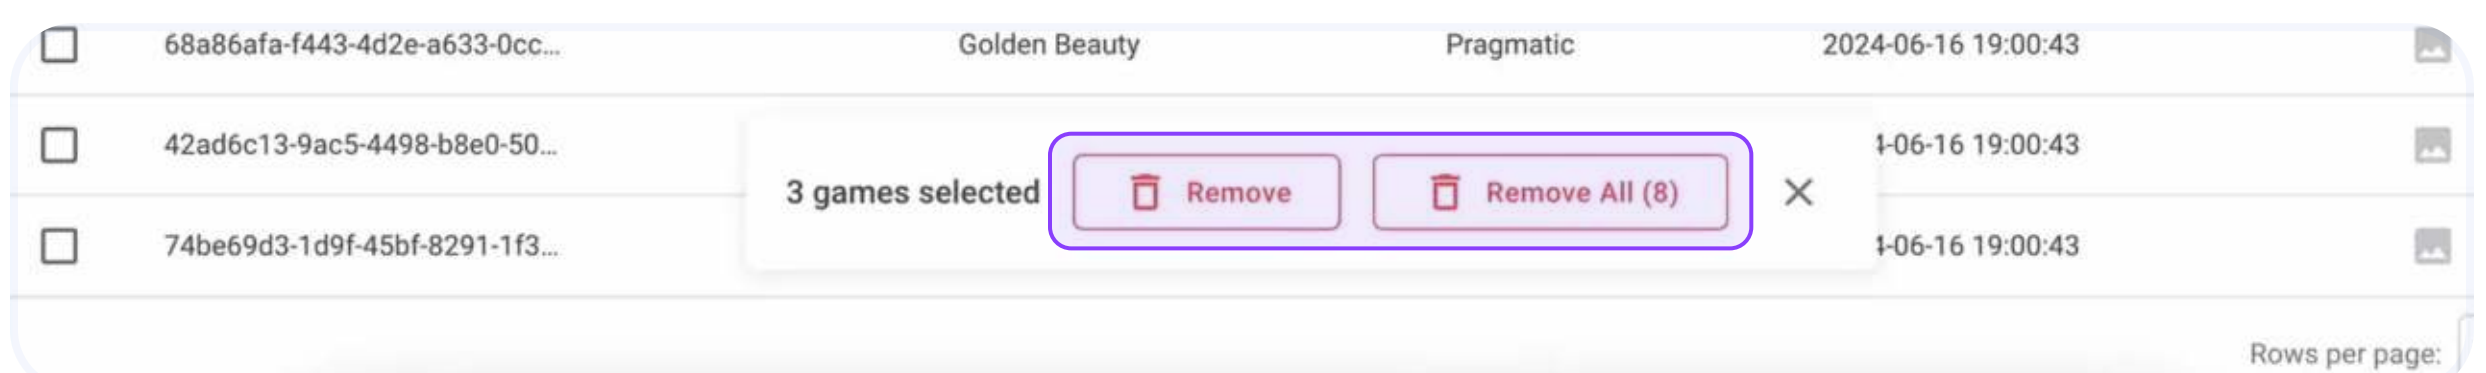 68a86afa-f443-4d2e-a633-0cc... Golden Beauty Pragmatic 2024-06-16 19:00:43
42ad6c13-9ac5-4498-b8e0-50... 4-06-16 19:00:43
3 games selected Remove Remove All (8)
74be69d3-1d9f-45bf-8291-1f3... 4-06-16 19:00:43
Rows per page: